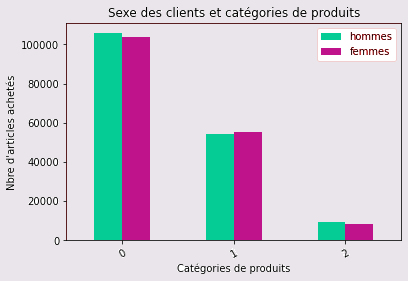 Sexe des clients et catégories de produits
hommes
femmes
Nbre d'articles achetés
100000
80000
60000
40000
20000
0
0
1
2
Catégories de produits